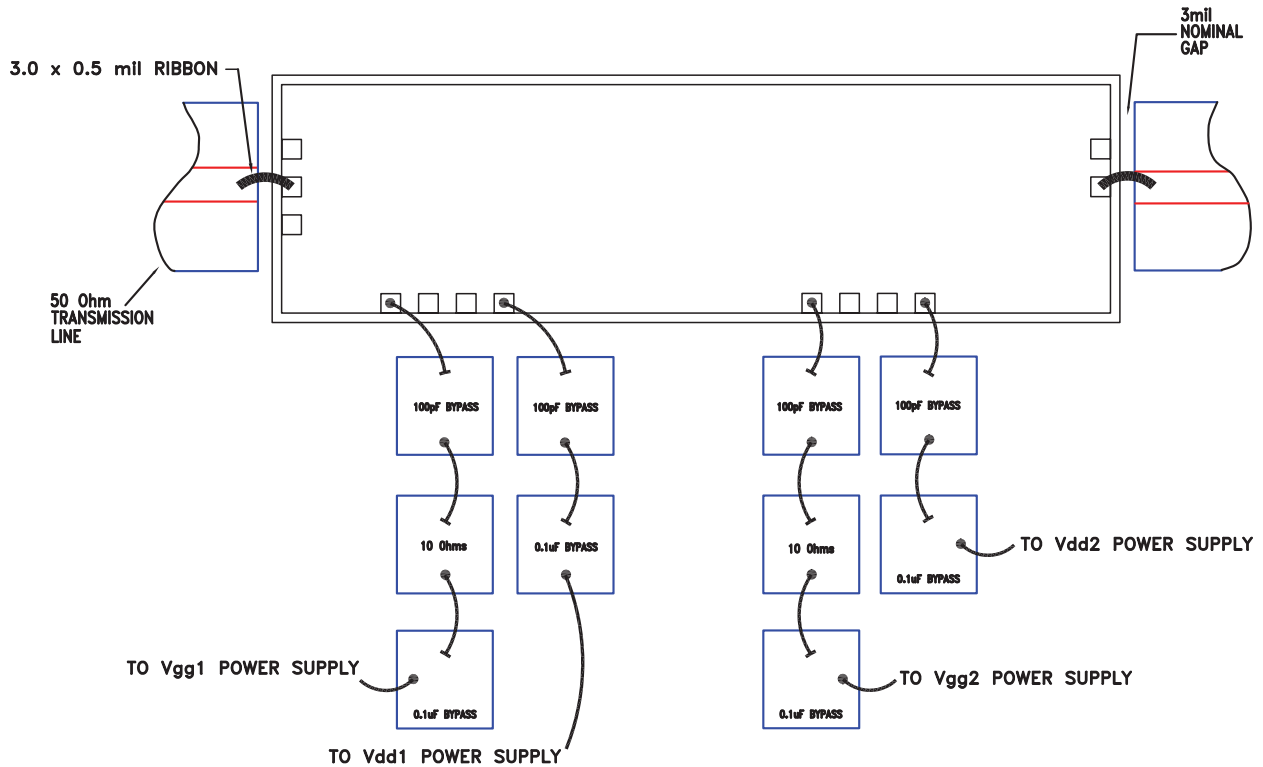 3mil
NOMINAL
GAP
3.0 x 0.5 mil RIBBON
50 Ohm
TRANSMISSION
LINE
100pF BYPASS
100pF BYPASS
100pF BYPASS
100pF BYPASS
10 Ohms
0.1uF BYPASS
10 Ohms
TO Vdd2 POWER SUPPLY
0.1uF BYPASS
TO Vgg1 POWER SUPPLY
TO Vgg2 POWER SUPPLY
0.1uF BYPASS
0.1uF BYPASS
TO Vdd1 POWER SUPPLY